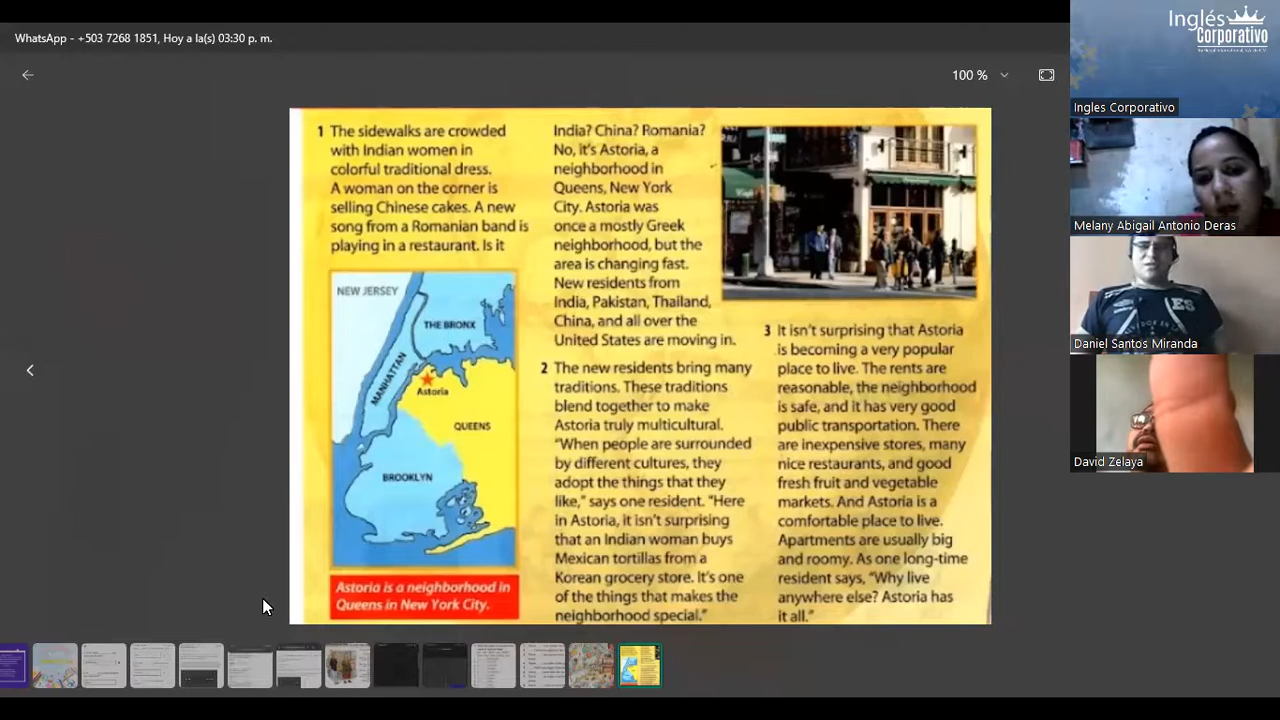 WhatsApp - +503 7268 1851, Hoy a la(s) 03:30 p. m.
100 %
1 The sidewalks are crowded
with Indian women in
colorful traditional dress.
A woman on the corner is
selling Chinese cakes. A new
song from a Romanian band is
playing in a restaurant. Is it
NEW JERSEY
THE BRONX
MANHATTAN
Astoria
QUEENS
BROOKLYN
Astoria is a neighborhood in
Queens in New York City.
India? China? Romania?
No, it's Astoria, a
neighborhood in
Queens, New York
City. Astoria was
once a mostly Greek
neighborhood, but the
area is changing fast.
New residents from
India, Pakistan, Thailand,
China, and all over the
United States are moving in.
2 The new residents bring many
traditions. These traditions
blend together to make
Astoria truly multicultural.
"When people are surrounded
by different cultures, they
adopt the things that they
like," says one resident. "Here
in Astoria, it isn't surprising
that an Indian woman buys
Mexican tortillas from a
Korean grocery store. It's one
of the things that makes the
neighborhood special."
3 It isn't surprising that Astoria
is becoming a very popular
place to live. The rents are
reasonable, the neighborhood
is safe, and it has very good
public transportation. There
are inexpensive stores, many
nice restaurants, and good
fresh fruit and vegetable
markets. And Astoria is a
comfortable place to live.
Apartments are usually big
and roomy. As one long-time
resident says, "Why live
anywhere else? Astoria has
it all."
Inglés
Corporativo
Ingles Corporativo
Melany Abigail Antonio Deras
ES
Daniel Santos Miranda
David Zelaya